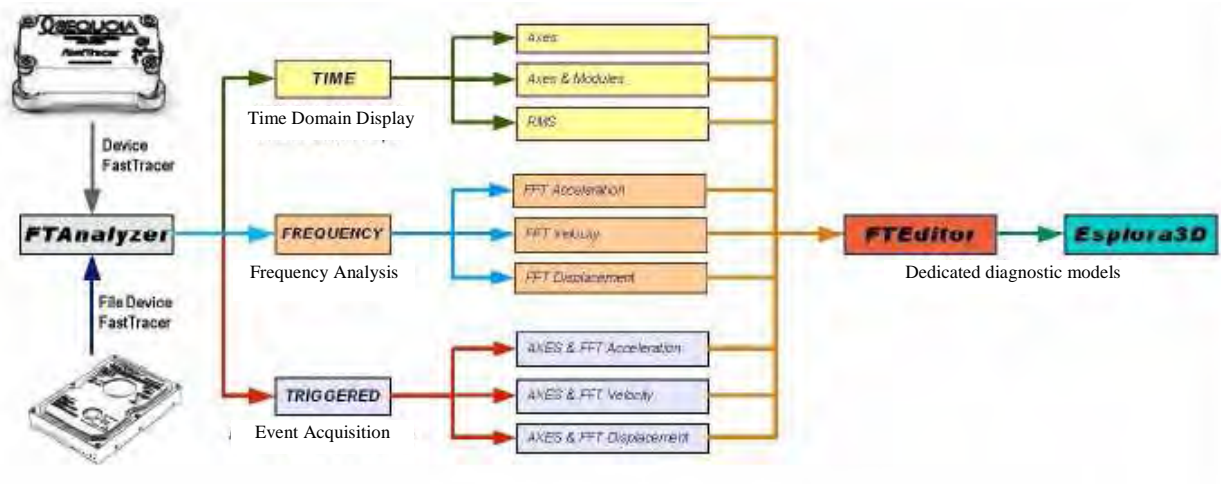 SEQUOIA
FastTracer
Device
FastTracer
FTAnalyzer
File Device
FastTracer
TIME
Time Domain Display
Axes
Axes & Modules
RMS
FREQUENCY
Frequency Analysis
FFT Acceleration
FFT Velocity
FFT Displacement
TRIGGERED
Event Acquisition
AXES & FFT Acceleration
AXES & FFT Velocity
AXES & FFT Displacement
FTEditor
Dedicated diagnostic models
Esplora3D